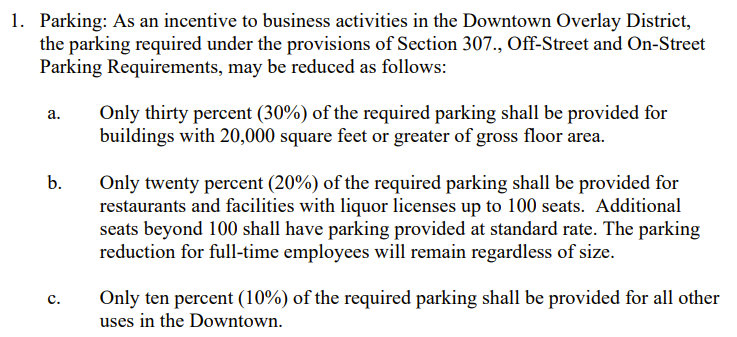 1. Parking: As an incentive to business activities in the Downtown Overlay District,
the parking required under the provisions of Section 307., Off-Street and On-Street
Parking Requirements, may be reduced as follows:
a. Only thirty percent (30%) of the required parking shall be provided for
buildings with 20,000 square feet or greater of gross floor area.
b. Only twenty percent (20%) of the required parking shall be provided for
restaurants and facilities with liquor licenses up to 100 seats. Additional
seats beyond 100 shall have parking provided at standard rate. The parking
reduction for full-time employees will remain regardless of size.
c. Only ten percent (10%) of the required parking shall be provided for all other
uses in the Downtown.